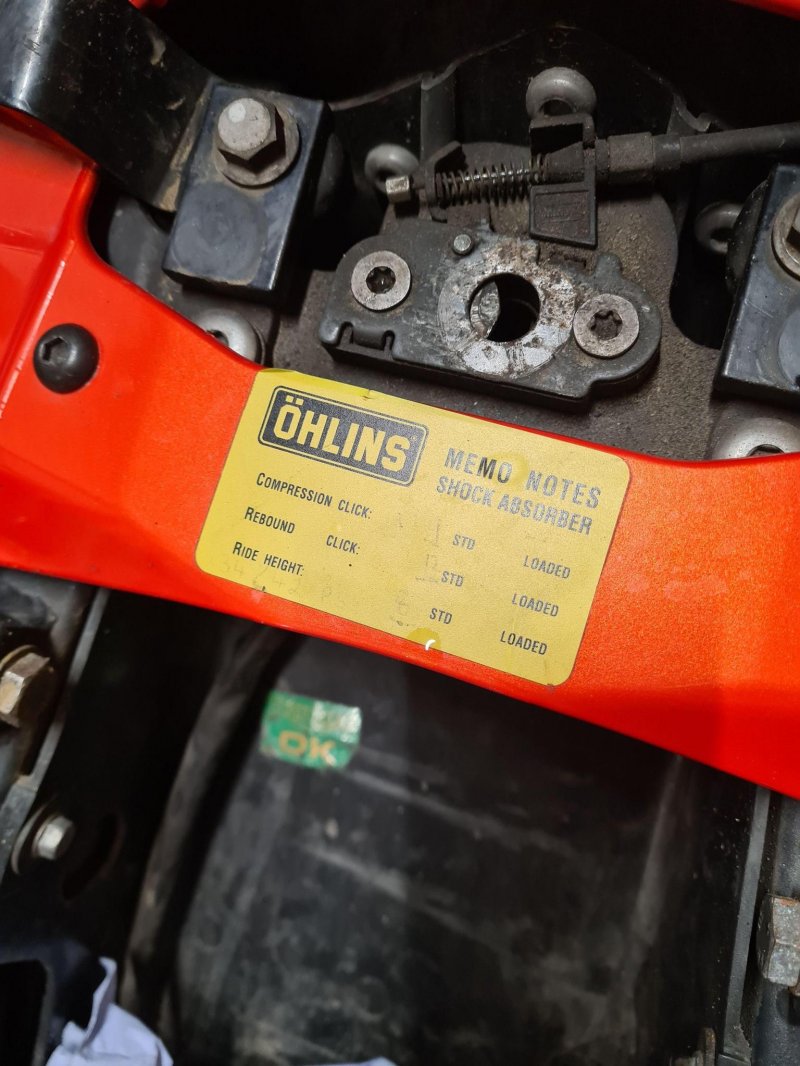 ÖHLINS
MEMO NOTES
SHOCK ABSORBER
COMPRESSION CLICK: STD LOADED
REBOUND CLICK: STD LOADED
RIDE HEIGHT: STD LOADED
OK